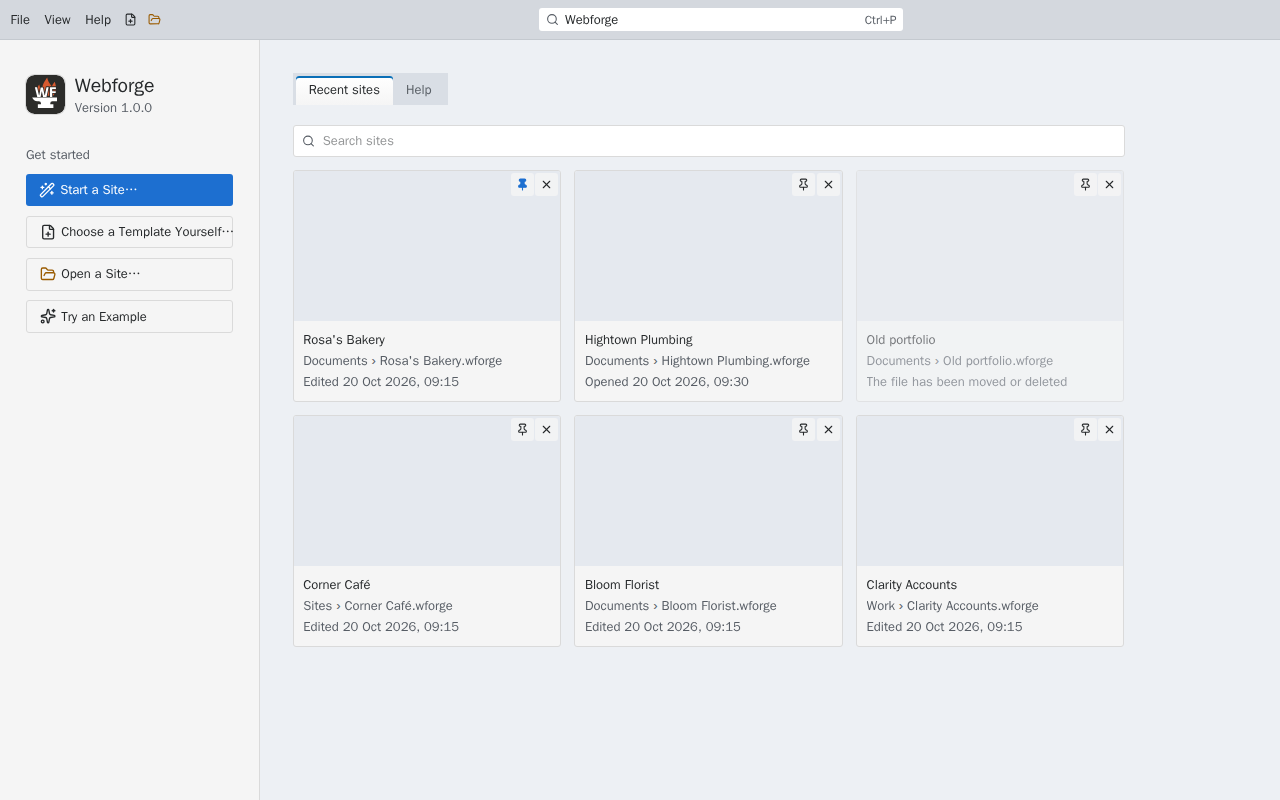 File View Help
Webforge Ctrl+P
WF
Webforge
Version 1.0.0
Get started
Start a Site···
Choose a Template Yourself···
Open a Site···
Try an Example
Recent sites Help
Search sites
Rosa's Bakery
Documents › Rosa's Bakery.wforge
Edited 20 Oct 2026, 09:15
Hightown Plumbing
Documents › Hightown Plumbing.wforge
Opened 20 Oct 2026, 09:30
Old portfolio
Documents › Old portfolio.wforge
The file has been moved or deleted
Corner Café
Sites › Corner Café.wforge
Edited 20 Oct 2026, 09:15
Bloom Florist
Documents › Bloom Florist.wforge
Edited 20 Oct 2026, 09:15
Clarity Accounts
Work › Clarity Accounts.wforge
Edited 20 Oct 2026, 09:15